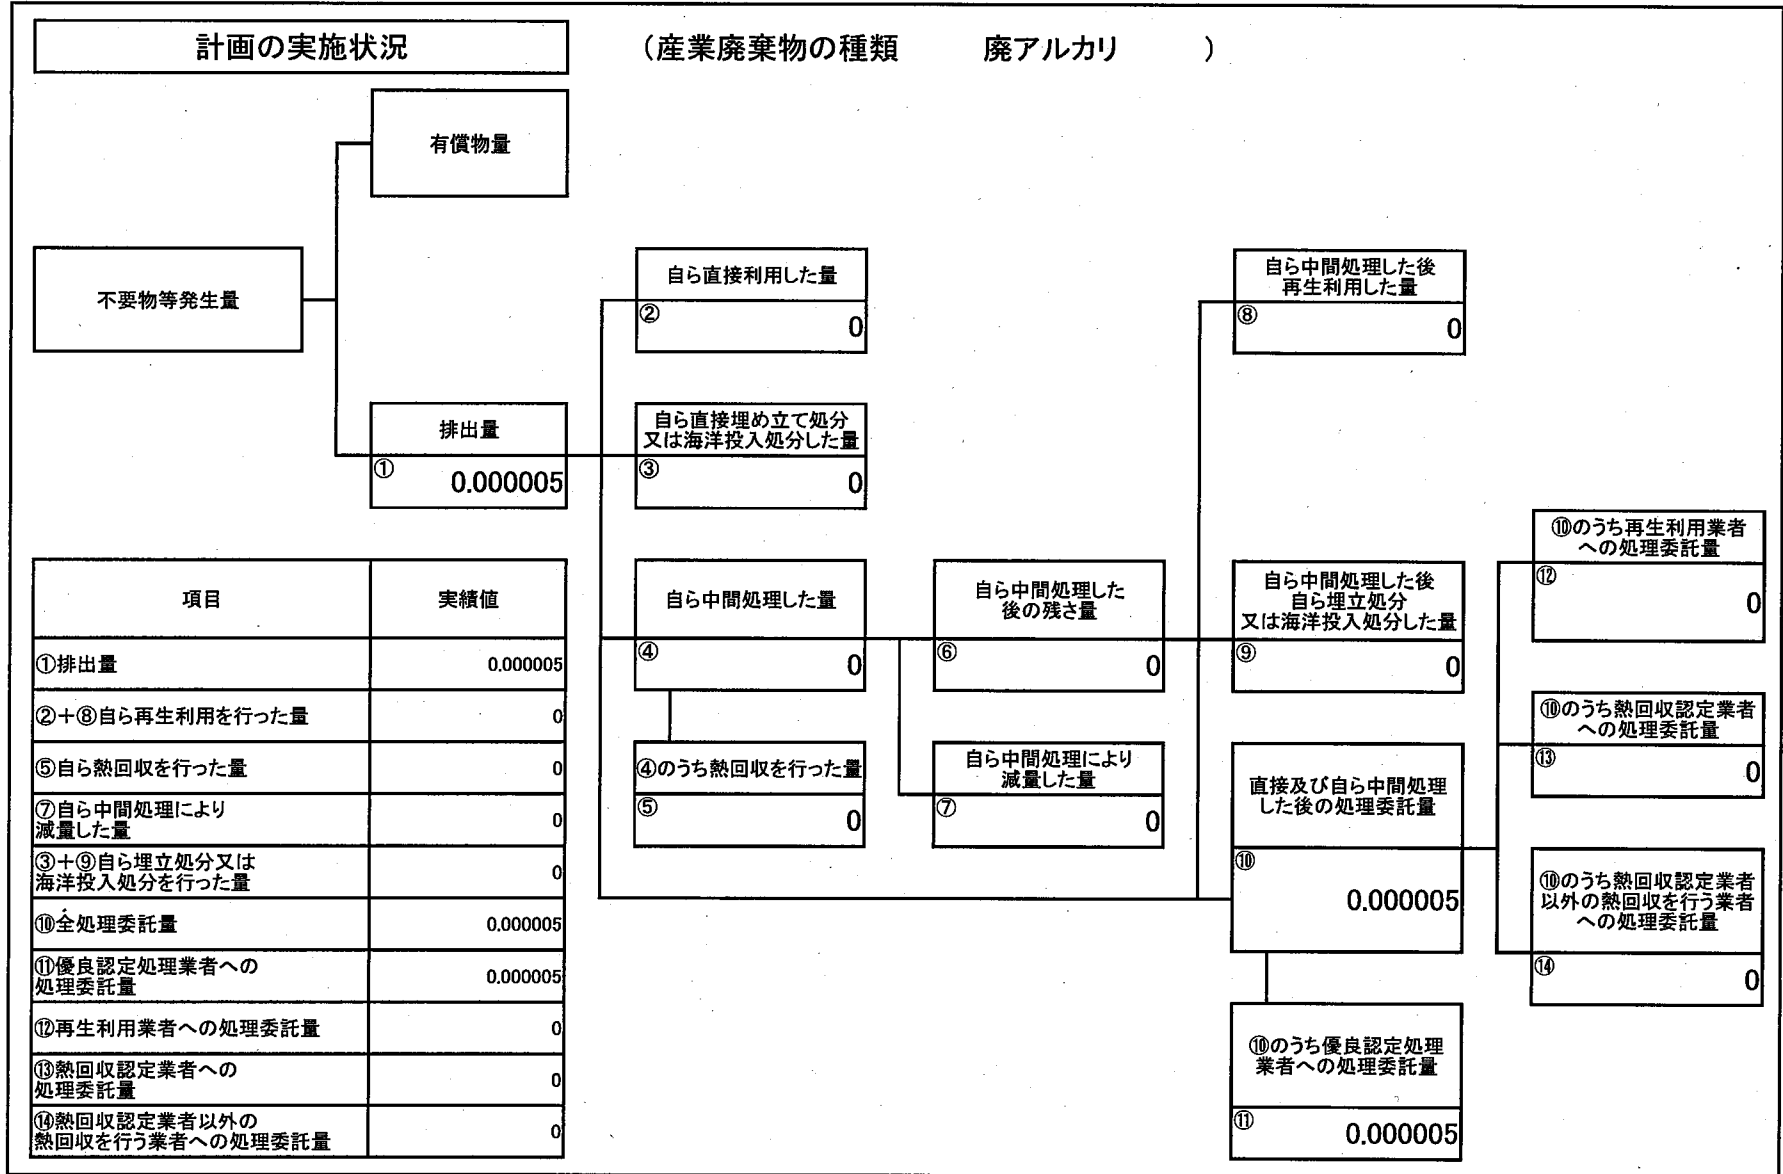 計画の実施状況 （産業廃棄物の種類 廃アルカリ ）
有償物量
不要物等発生量
排出量
①
0.000005
自ら直接利用した量
②
0
自ら直接埋め立て処分
又は海洋投入処分した量
③
0
自ら中間処理した量
④
0
④のうち熱回収を行った量
⑤
0
自ら中間処理した
後の残さ量
⑥
0
自ら中間処理により
減量した量
⑦
0
自ら中間処理した後
再生利用した量
⑧
0
自ら中間処理した後
自ら埋立処分
又は海洋投入処分した量
⑨
0
直接及び自ら中間処理
した後の処理委託量
⑩
0.000005
⑩のうち優良認定処理
業者への処理委託量
⑪
0.000005
⑩のうち再生利用業者
への処理委託量
⑫
0
⑩のうち熱回収認定業者
への処理委託量
⑬
0
⑩のうち熱回収認定業者
以外の熱回収を行う業者
への処理委託量
⑭
0
項目 実績値
①排出量 0.000005
②＋⑧自ら再生利用を行った量 0
⑤自ら熱回収を行った量 0
⑦自ら中間処理により
減量した量 0
③＋⑨自ら埋立処分又は
海洋投入処分を行った量 0
⑩全処理委託量 0.000005
⑪優良認定処理業者への
処理委託量 0.000005
⑫再生利用業者への処理委託量 0
⑬熱回収認定業者への
処理委託量 0
⑭熱回収認定業者以外の
熱回収を行う業者への処理委託量 0